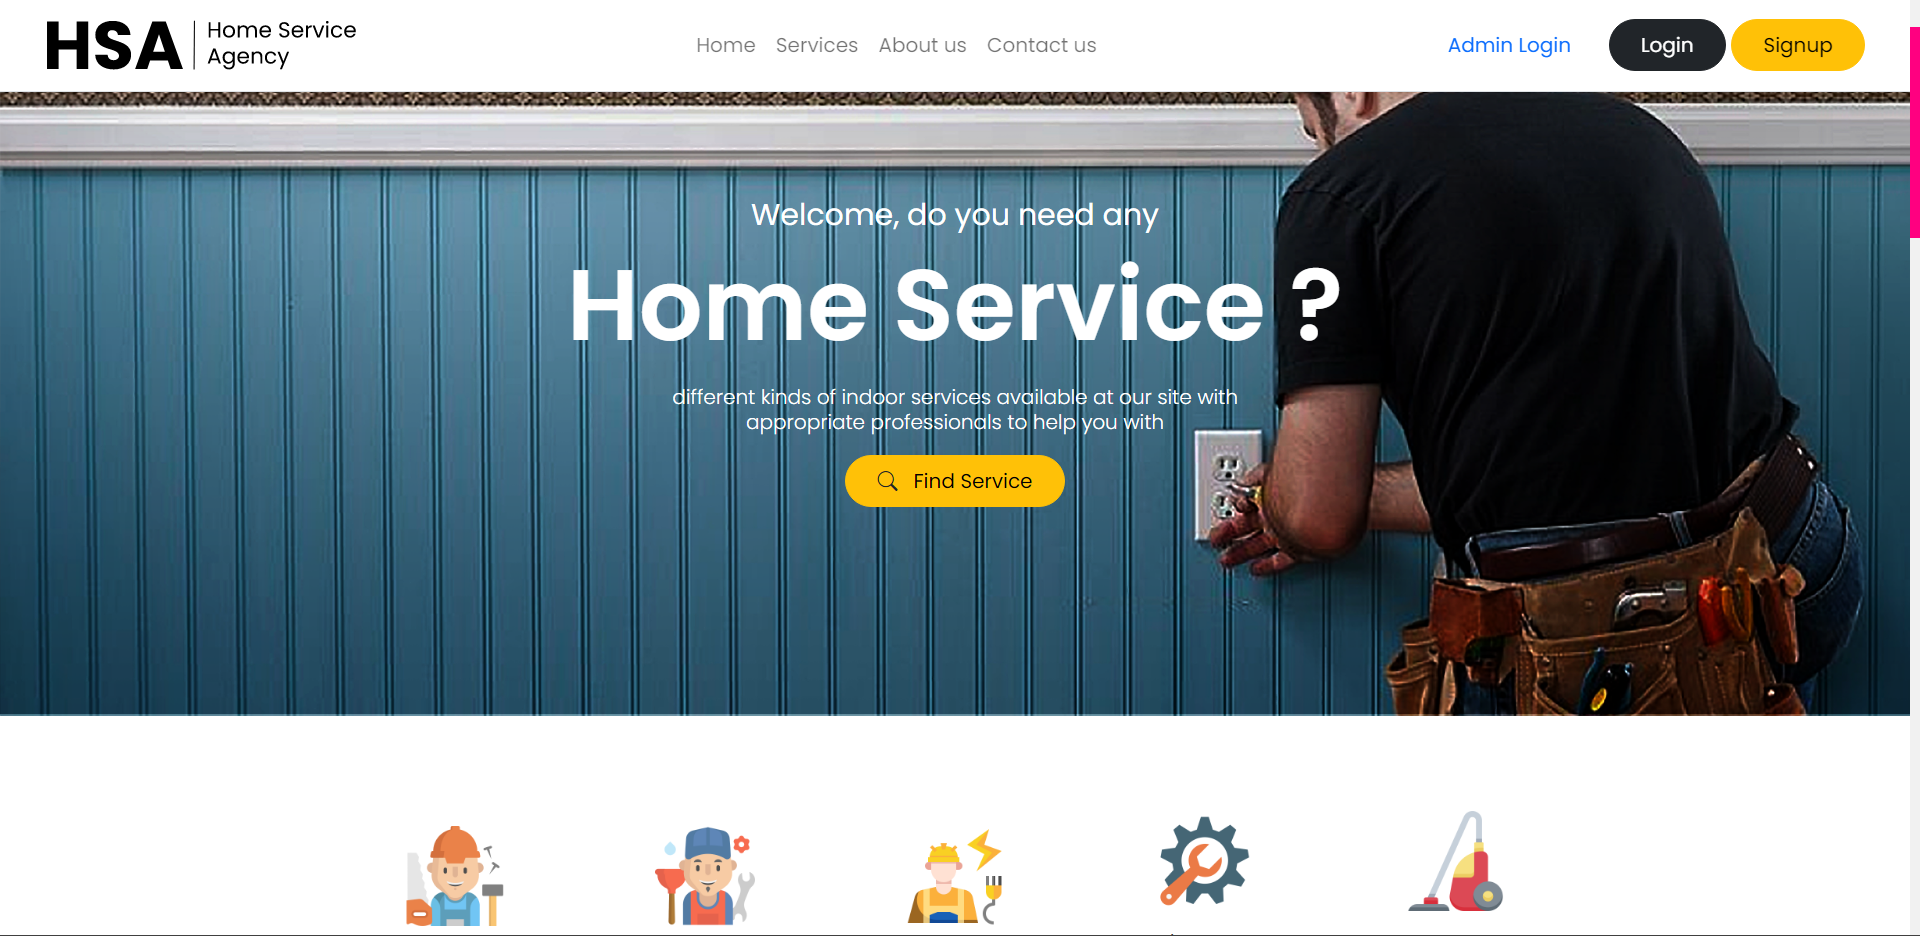 HSA
Home Service
Agency
Home Services About us Contact us
Admin Login
Login
Signup
Welcome, do you need any
Home Service ?
different kinds of indoor services available at our site with
appropriate professionals to help you with
Find Service